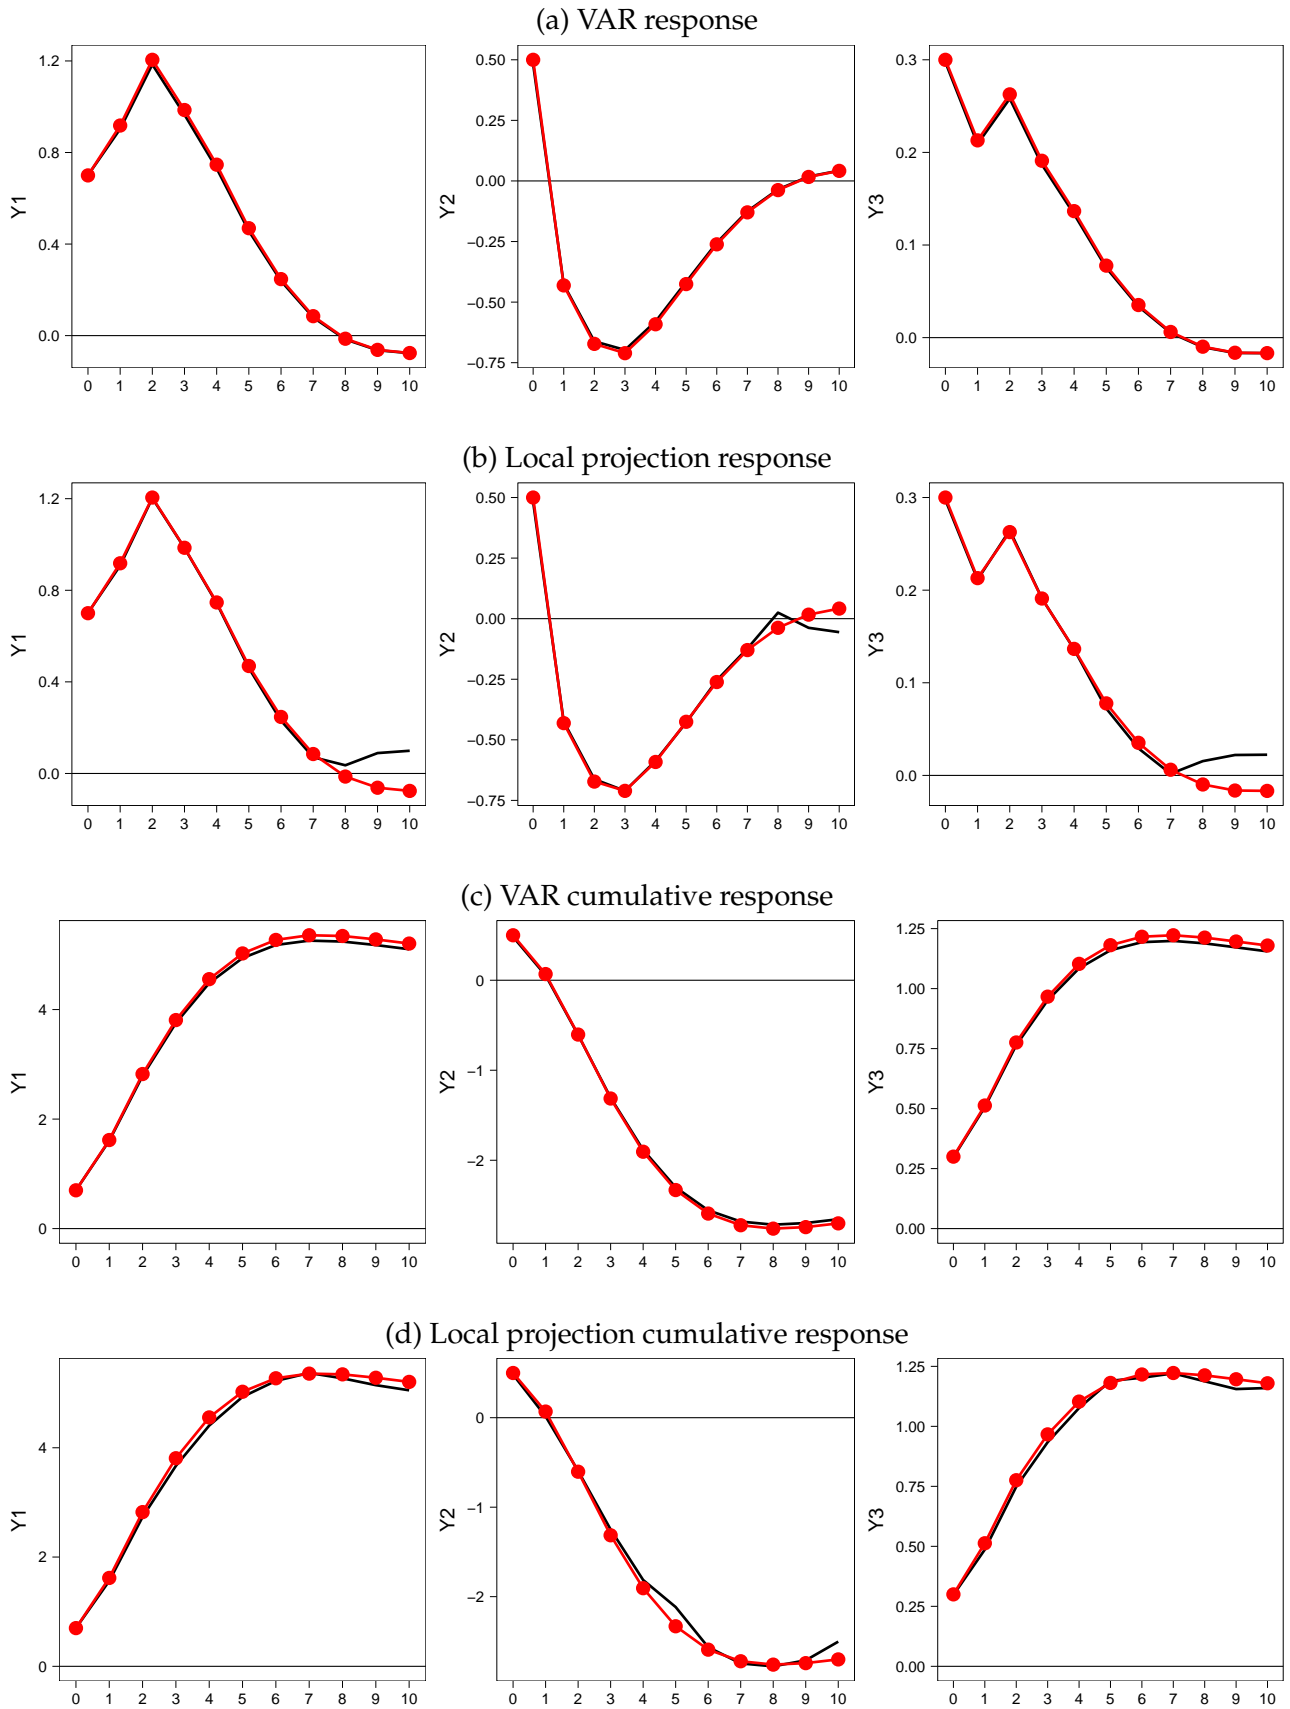 (a) VAR response
Y1
1.2
0.8
0.4
0.0
0 1 2 3 4 5 6 7 8 9 10
Y2
0.50
0.25
0.00
−0.25
−0.50
−0.75
0 1 2 3 4 5 6 7 8 9 10
Y3
0.3
0.2
0.1
0.0
0 1 2 3 4 5 6 7 8 9 10
(b) Local projection response
Y1
1.2
0.8
0.4
0.0
0 1 2 3 4 5 6 7 8 9 10
Y2
0.50
0.25
0.00
−0.25
−0.50
−0.75
0 1 2 3 4 5 6 7 8 9 10
Y3
0.3
0.2
0.1
0.0
0 1 2 3 4 5 6 7 8 9 10
(c) VAR cumulative response
Y1
4
2
0
0 1 2 3 4 5 6 7 8 9 10
Y2
0
−1
−2
0 1 2 3 4 5 6 7 8 9 10
Y3
1.25
1.00
0.75
0.50
0.25
0.00
0 1 2 3 4 5 6 7 8 9 10
(d) Local projection cumulative response
Y1
4
2
0
0 1 2 3 4 5 6 7 8 9 10
Y2
0
−1
−2
0 1 2 3 4 5 6 7 8 9 10
Y3
1.25
1.00
0.75
0.50
0.25
0.00
0 1 2 3 4 5 6 7 8 9 10